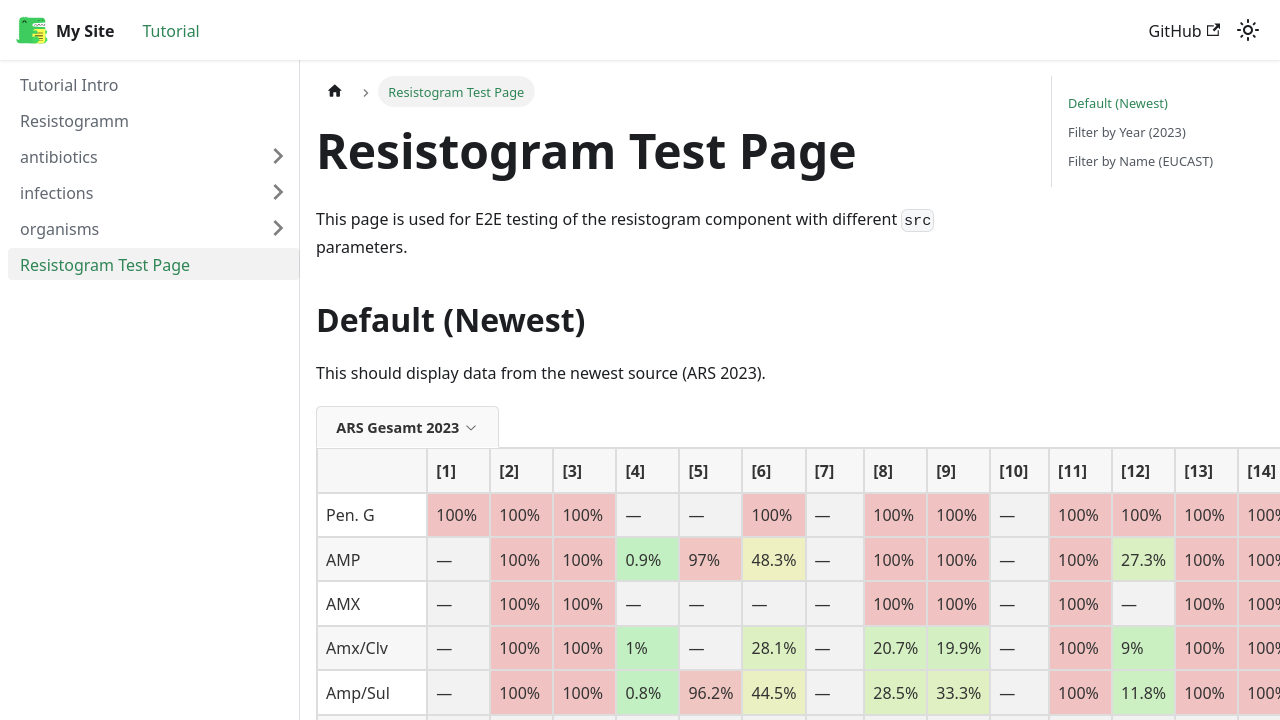 My Site
Tutorial
GitHub
Tutorial Intro
Resistogramm
antibiotics
infections
organisms
Resistogram Test Page
Resistogram Test Page
Resistogram Test Page
This page is used for E2E testing of the resistogram component with different src
parameters.
Default (Newest)
This should display data from the newest source (ARS 2023).
ARS Gesamt 2023
[1] [2] [3] [4] [5] [6] [7] [8] [9] [10] [11] [12] [13] [14]
Pen. G 100% 100% 100% — — 100% — 100% 100% — 100% 100% 100% 100%
AMP — 100% 100% 0.9% 97% 48.3% — 100% 100% — 100% 27.3% 100% 100%
AMX — 100% 100% — — — — 100% 100% — 100% — 100% 100%
Amx/Clv — 100% 100% 1% — 28.1% — 20.7% 19.9% — 100% 9% 100% 100%
Amp/Sul — 100% 100% 0.8% 96.2% 44.5% — 28.5% 33.3% — 100% 11.8% 100% 100%
Default (Newest)
Filter by Year (2023)
Filter by Name (EUCAST)